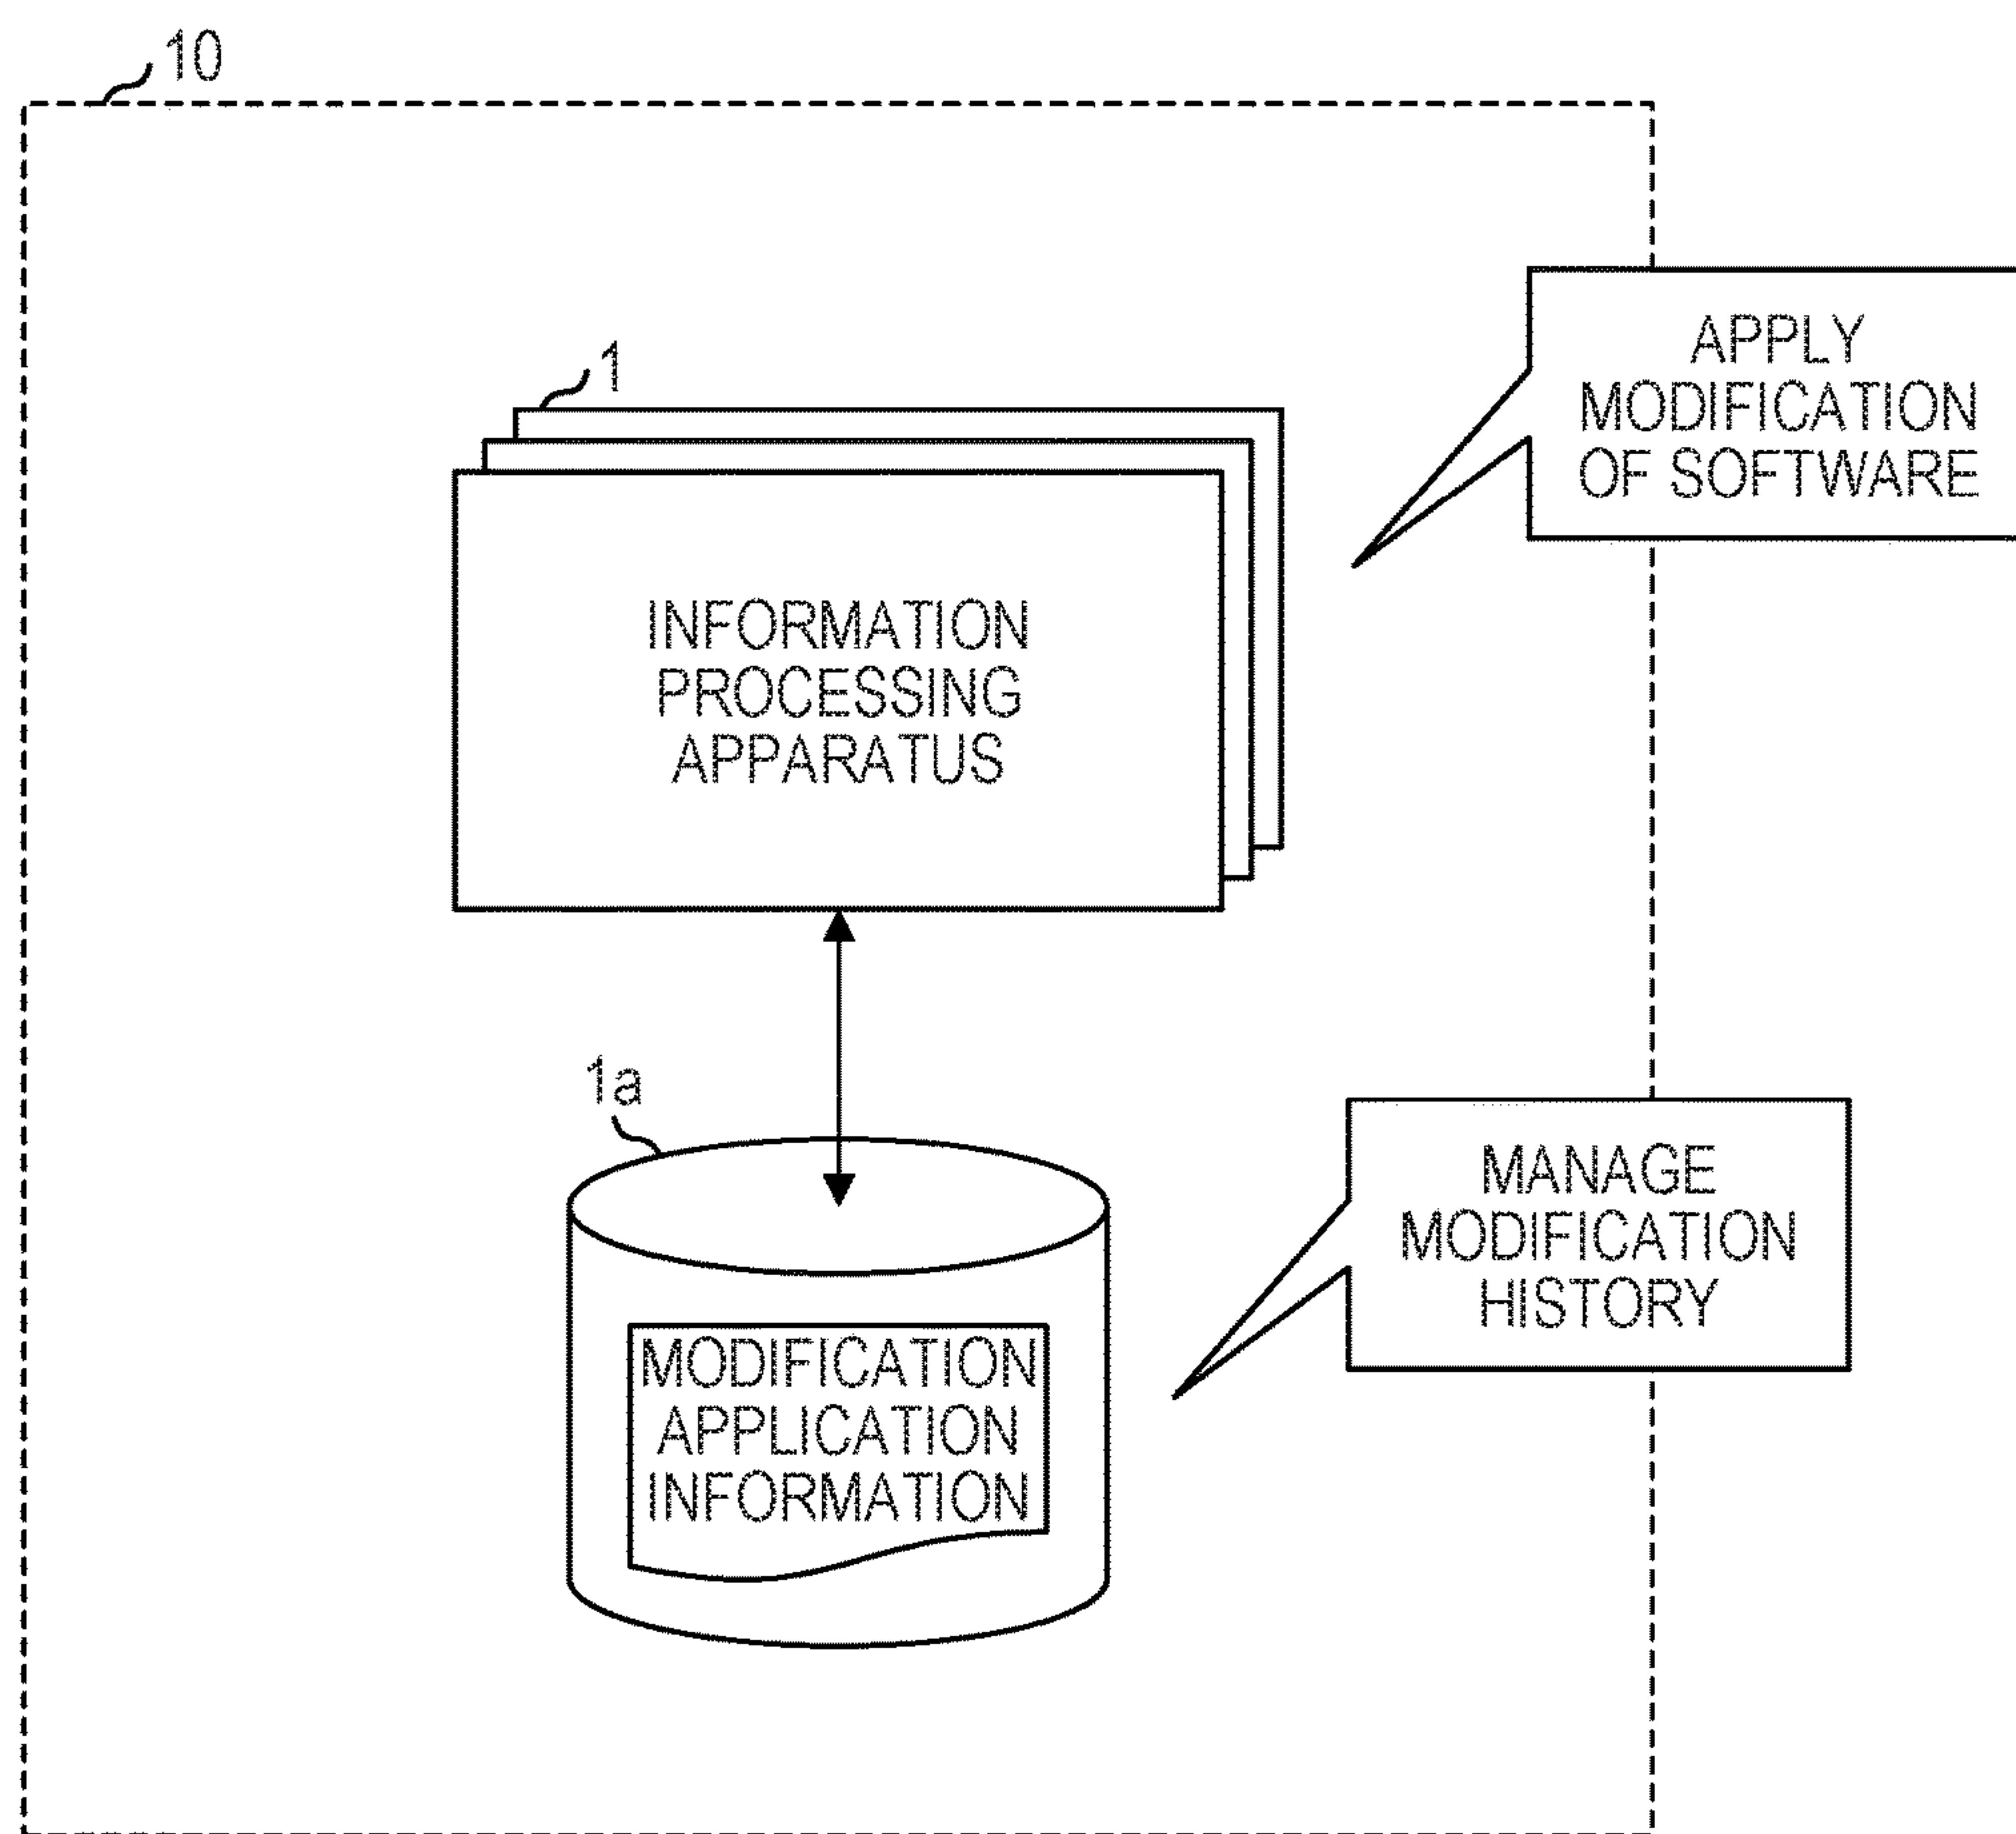 10
APPLY
MODIFICATION
OF SOFTWARE
1
INFORMATION
PROCESSING
APPARATUS
1a
MANAGE
MODIFICATION
HISTORY
MODIFICATION
APPLICATION
INFORMATION